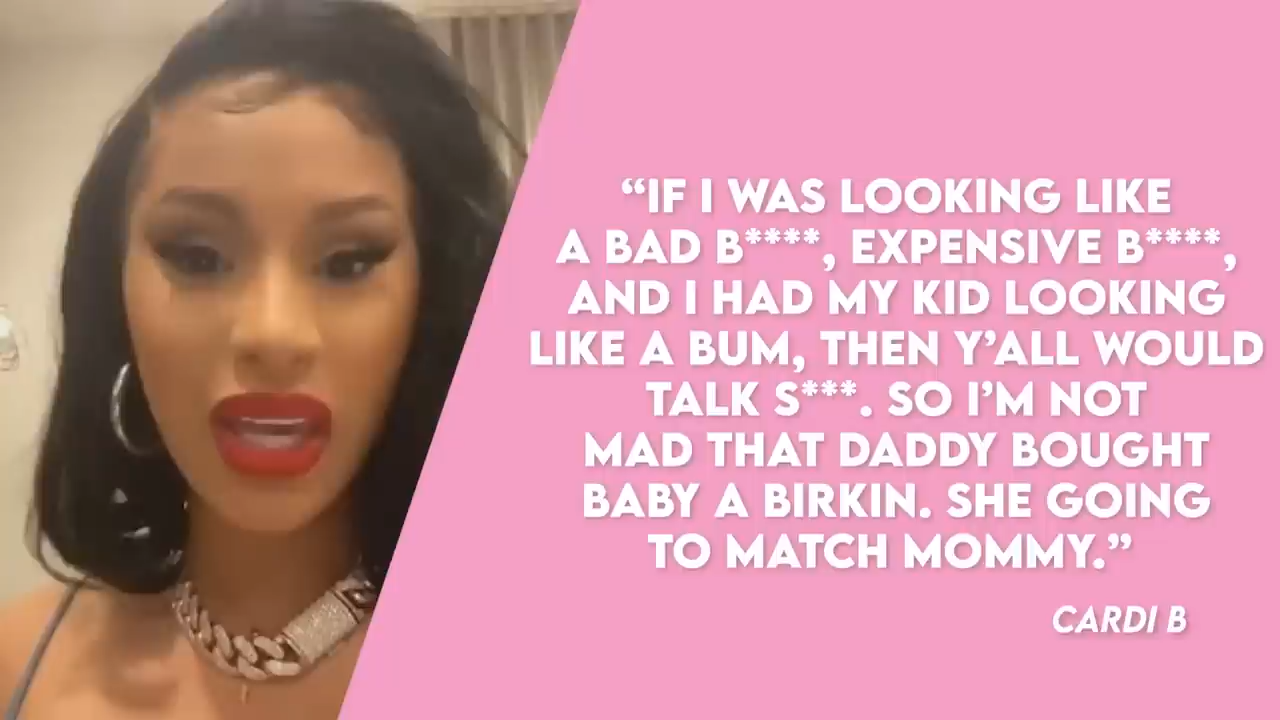 “IF I WAS LOOKING LIKE
A BAD B****, EXPENSIVE B****,
AND I HAD MY KID LOOKING
LIKE A BUM, THEN Y’ALL WOULD
TALK S***. SO I’M NOT
MAD THAT DADDY BOUGHT
BABY A BIRKIN. SHE GOING
TO MATCH MOMMY.”
CARDI B